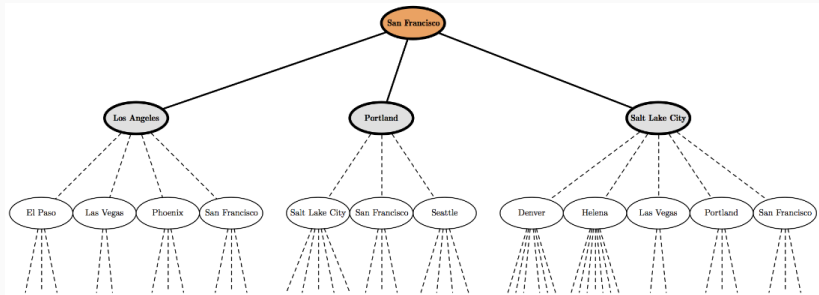 San Francisco
Los Angeles
Portland
Salt Lake City
El Paso
Las Vegas
Phoenix
San Francisco
Salt Lake City
San Francisco
Seattle
Denver
Helena
Las Vegas
Portland
San Francisco